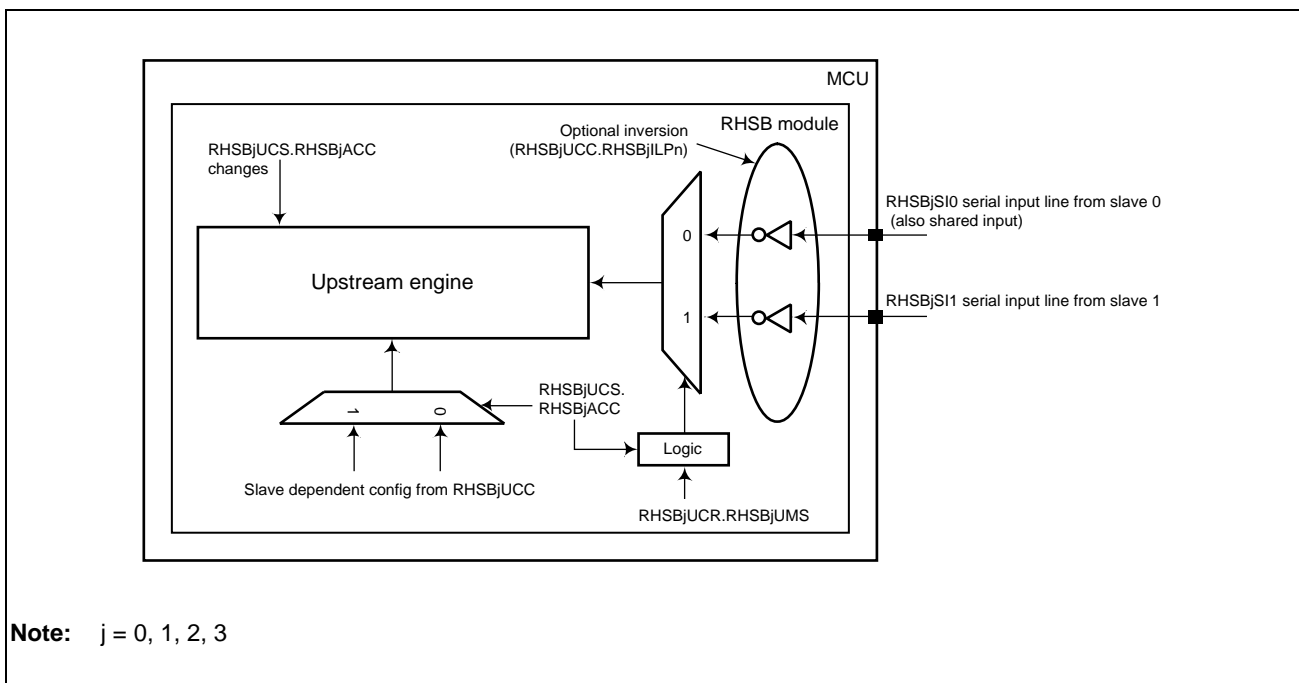 MCU
RHSB module
Optional inversion
(RHSBjUCC.RHSBjILPn)
RHSBjUCS.RHSBjACC
changes
RHSBjSI0 serial input line from slave 0
(also shared input)
0
Upstream engine
RHSBjSI1 serial input line from slave 1
1
RHSBjUCS.
RHSBjACC
1 0
Logic
Slave dependent config from RHSBjUCC
RHSBjUCR.RHSBjUMS
Note: j = 0, 1, 2, 3